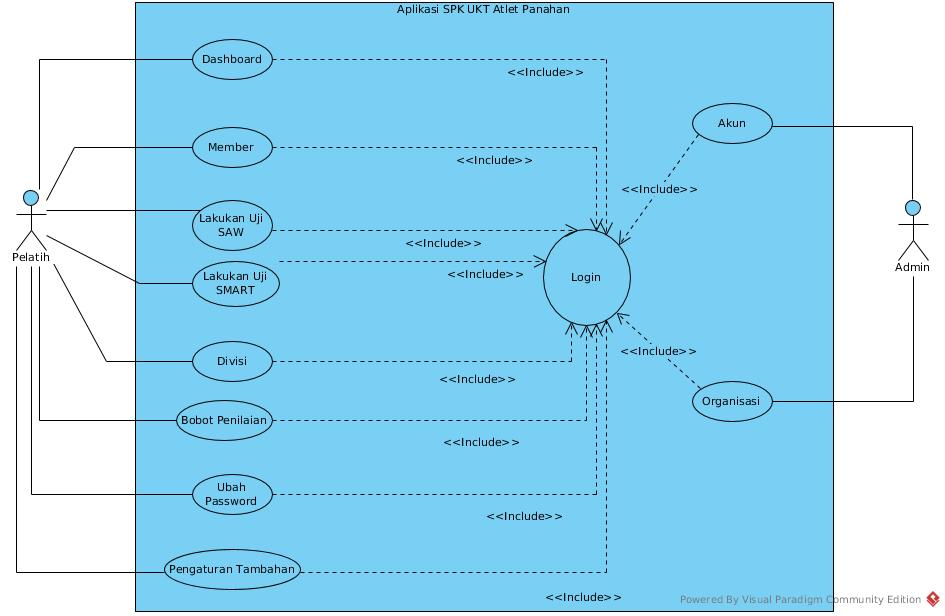 Aplikasi SPK UKT Atlet Panahan
Dashboard
<<Include>>
Member
<<Include>>
Akun
<<Include>>
Lakukan Uji
SAW
<<Include>>
Pelatih
Admin
Lakukan Uji
SMART
<<Include>>
Login
Divisi
<<Include>>
<<Include>>
Organisasi
Bobot Penilaian
<<Include>>
Ubah
Password
<<Include>>
Pengaturan Tambahan
<<Include>>
Powered By Visual Paradigm Community Edition